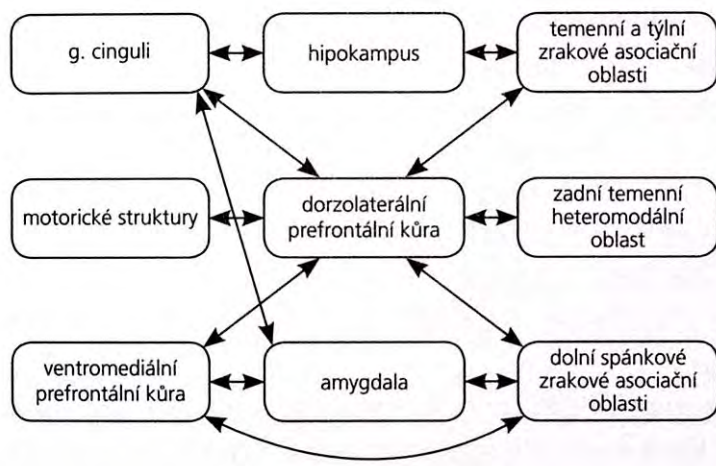 g. cinguli
hipokampus
temenní a týlní
zrakové asociační
oblasti
motorické struktury
dorzolaterální
prefrontální kůra
zadní temenní
heteromodální
oblast
ventromediální
prefrontální kůra
amygdala
dolní spánkové
zrakové asociační
oblasti